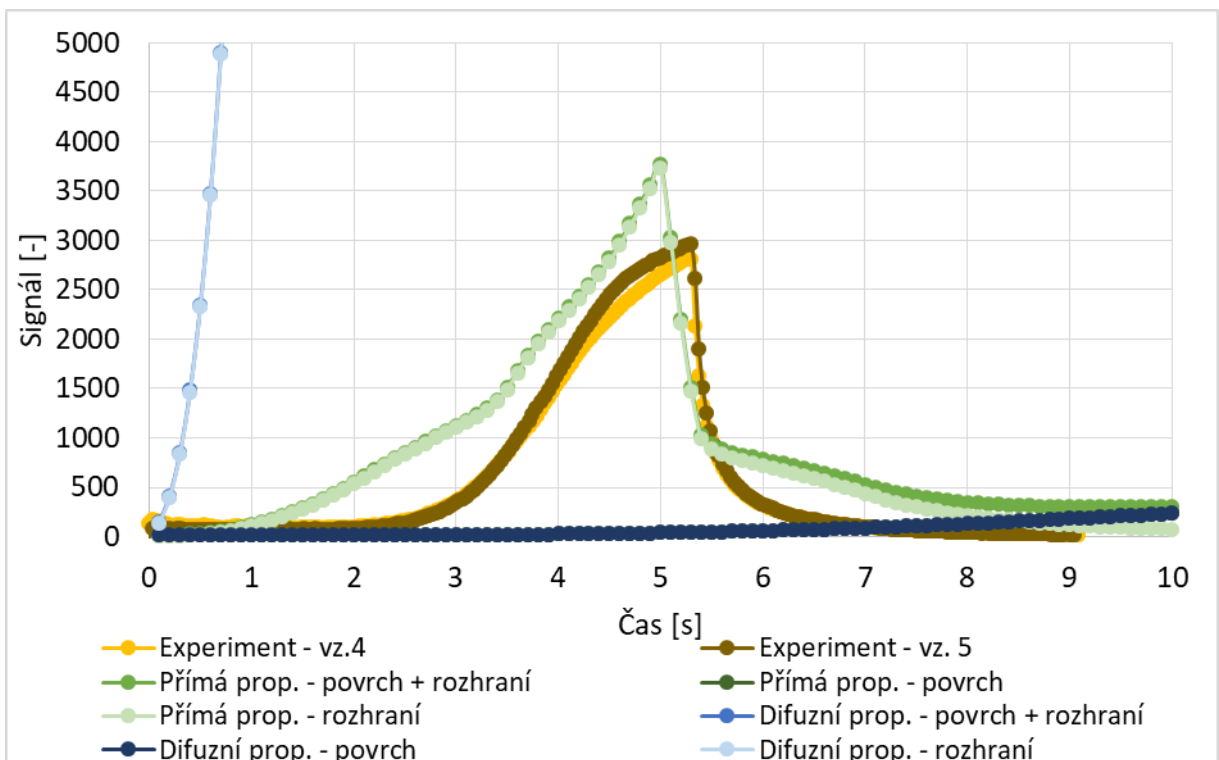 5000
4500
4000
3500
3000
2500
2000
1500
1000
500
0
Signál [-]
0 1 2 3 4 5 6 7 8 9 10
Čas [s]
Experiment - vz.4 Experiment - vz. 5
Přímá prop. - povrch + rozhraní Přímá prop. - povrch
Přímá prop. - rozhraní Difuzní prop. - povrch + rozhraní
Difuzní prop. - povrch Difuzní prop. - rozhraní